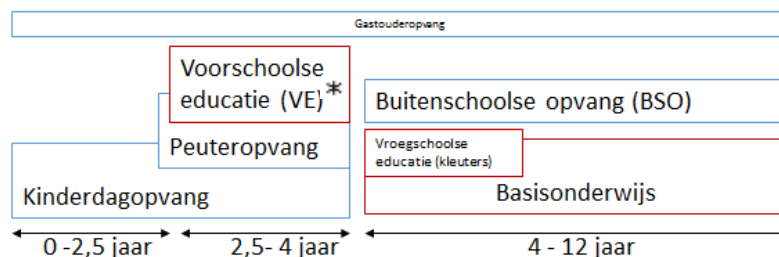 Gastouderopvang
Voorschoolse
educatie (VE)*
Peuteropvang
Kinderdagopvang
Buitenschoolse opvang (BSO)
Vroegschoolse
educatie (kleuters)
Basisonderwijs
0 -2,5 jaar
2,5- 4 jaar
4 - 12 jaar